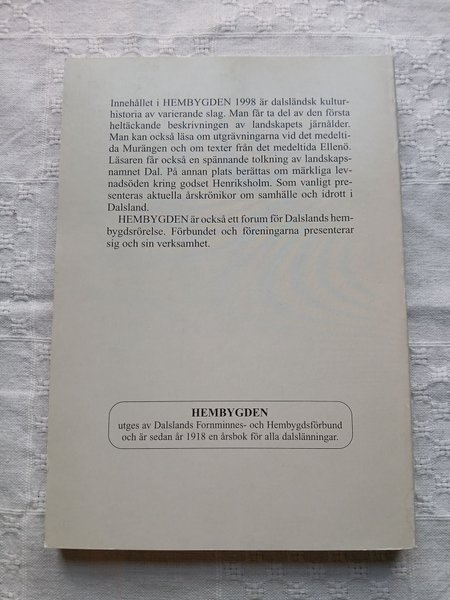 Innehållet i HEMBYGDEN 1998 är dalsländsk kultur-
historia av varierande slag. Man får ta del av den första
heltäckande beskrivningen av landskapets järnålder.
Man kan också läsa om utgrävningarna vid det medelti-
da Murängen och om texter från det medeltida Ellenö.
Läsaren får också en spännande tolkning av landskaps-
namnet Dal. På annan plats berättas om märkliga lev-
nadsöden kring godset Henriksholm. Som vanligt pre-
senteras aktuella årskrönikor om samhälle och idrott i
Dalsland.
HEMBYGDEN är också ett forum för Dalslands hem-
bygdsrörelse. Förbundet och föreningarna presenterar
sig och sin verksamhet.
HEMBYGDEN
utges av Dalslands Fornminnes- och Hembygdsförbund
och är sedan år 1918 en årsbok för alla dalslänningar.